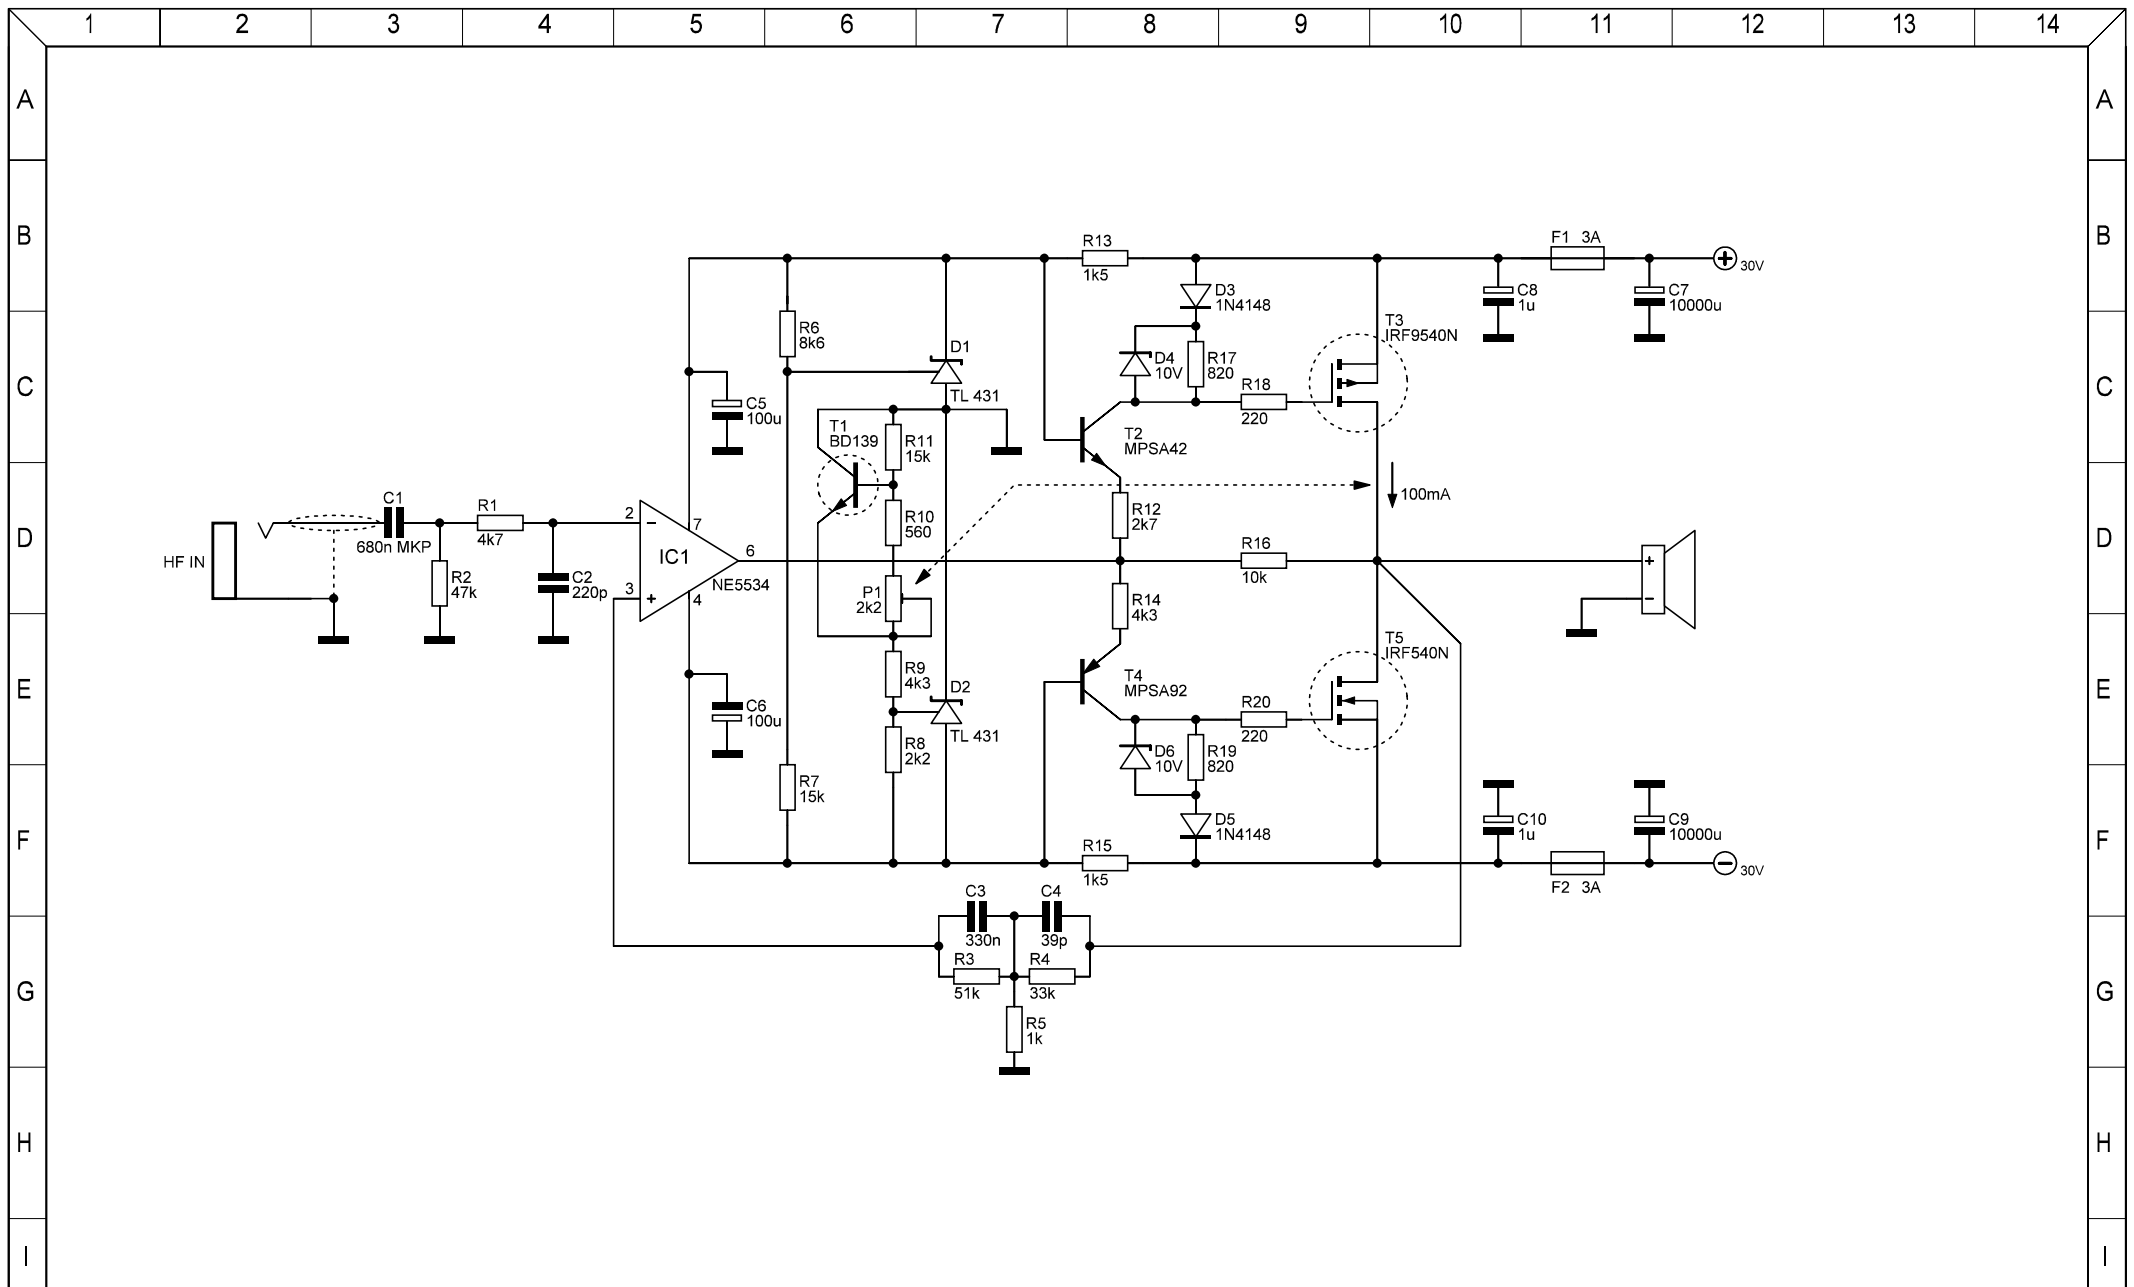 1 2 3 4 5 6 7 8 9 10 11 12 13 14
A A
B B
R13
1k5
F1 3A
30V
D3
1N4148
C8
1u
C7
10000u
R6
8k6
D1
TL 431
D4
10V
R17
820
T3
IRF9540N
C C
C5
100u
R18
220
T1
BD139
R11
15k
T2
MPSA42
C1
680n MKP
R1
4k7
R10
560
R12
2k7
100mA
D D
HF IN
R2
47k
C2
220p
2
3
7
4
6
IC1
NE5534
R16
10k
P1
2k2
R14
4k3
T5
IRF540N
E E
R9
4k3
D2
TL 431
T4
MPSA92
C6
100u
R8
2k2
R20
220
D6
10V
R19
820
R7
15k
D5
1N4148
C10
1u
C9
10000u
F F
R15
1k5
F2 3A
30V
C3
330n
C4
39p
R3
51k
R4
33k
G G
R5
1k
H H
I I